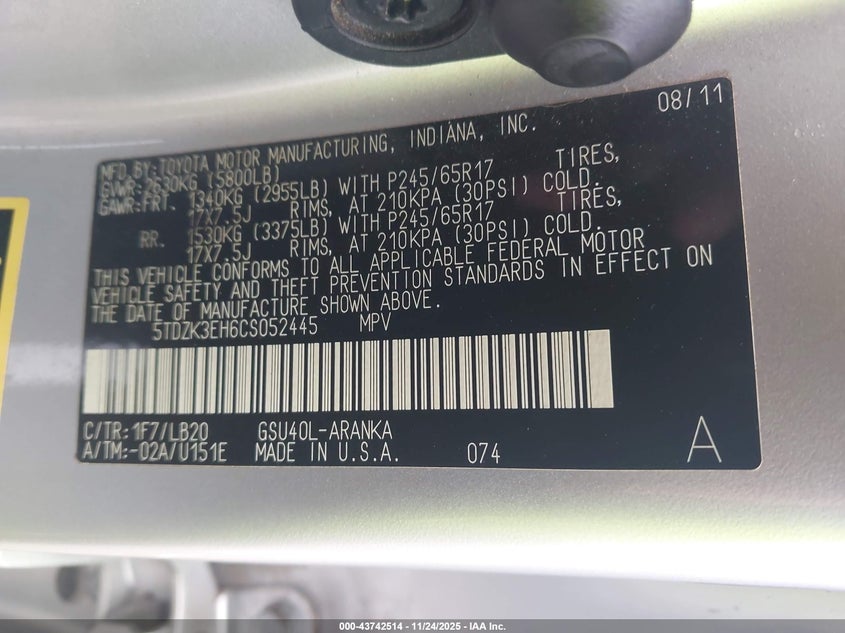 08/11
MFD.BY:TOYOTA MOTOR MANUFACTURING, INDIANA, INC.
GVWR:2630KG (5800LB)
GAWR:FRT. 1340KG (2955LB) WITH P245/65R17 TIRES,
17X7.5J RIMS, AT 210KPA (30PSI) COLD.
RR. 1530KG (3375LB) WITH P245/65R17 TIRES,
17X7.5J RIMS, AT 210KPA (30PSI) COLD.
THIS VEHICLE CONFORMS TO ALL APPLICABLE FEDERAL MOTOR
VEHICLE SAFETY AND THEFT PREVENTION STANDARDS IN EFFECT ON
THE DATE OF MANUFACTURE SHOWN ABOVE.
5TDZK3EH6CS052445 MPV
C/TR:1F7/LB20 GSU40L-ARANKA
A/TM:-02A/U151E MADE IN U.S.A. 074 A
000-43742514 - 11/24/2025 - IAA Inc.